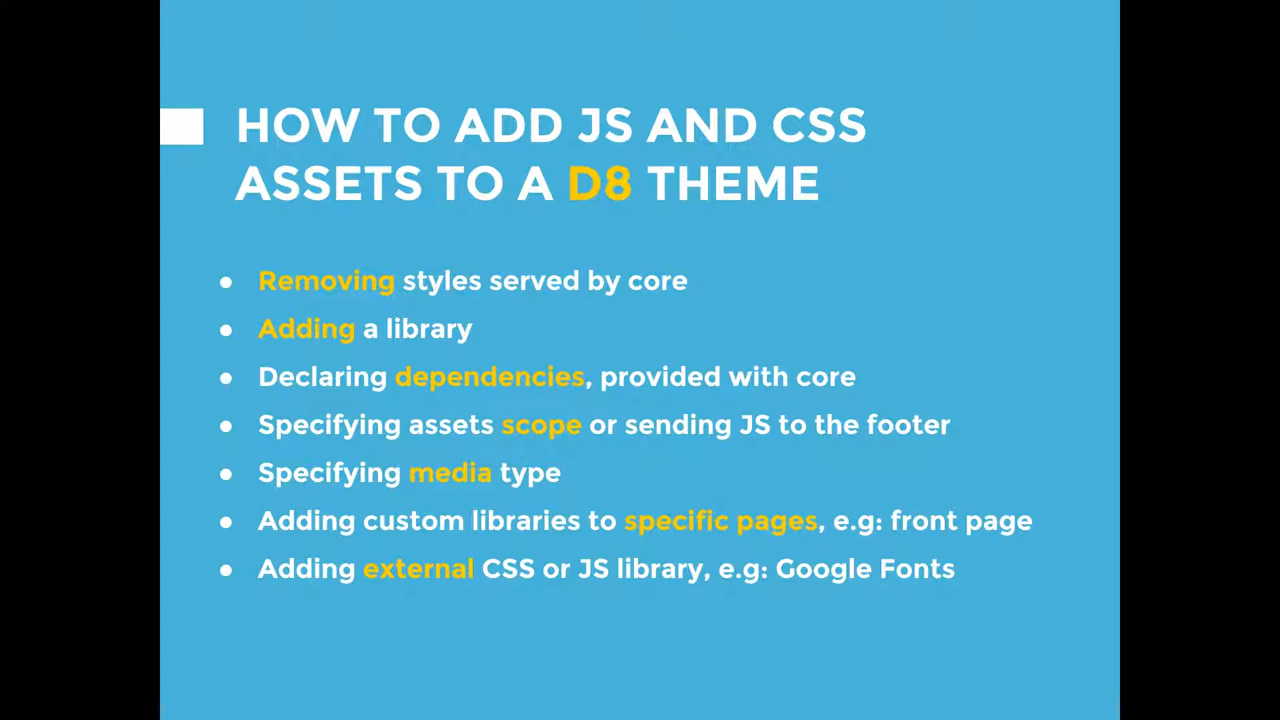 HOW TO ADD JS AND CSS
ASSETS TO A D8 THEME
● Removing styles served by core
● Adding a library
● Declaring dependencies, provided with core
● Specifying assets scope or sending JS to the footer
● Specifying media type
● Adding custom libraries to specific pages, e.g: front page
● Adding external CSS or JS library, e.g: Google Fonts